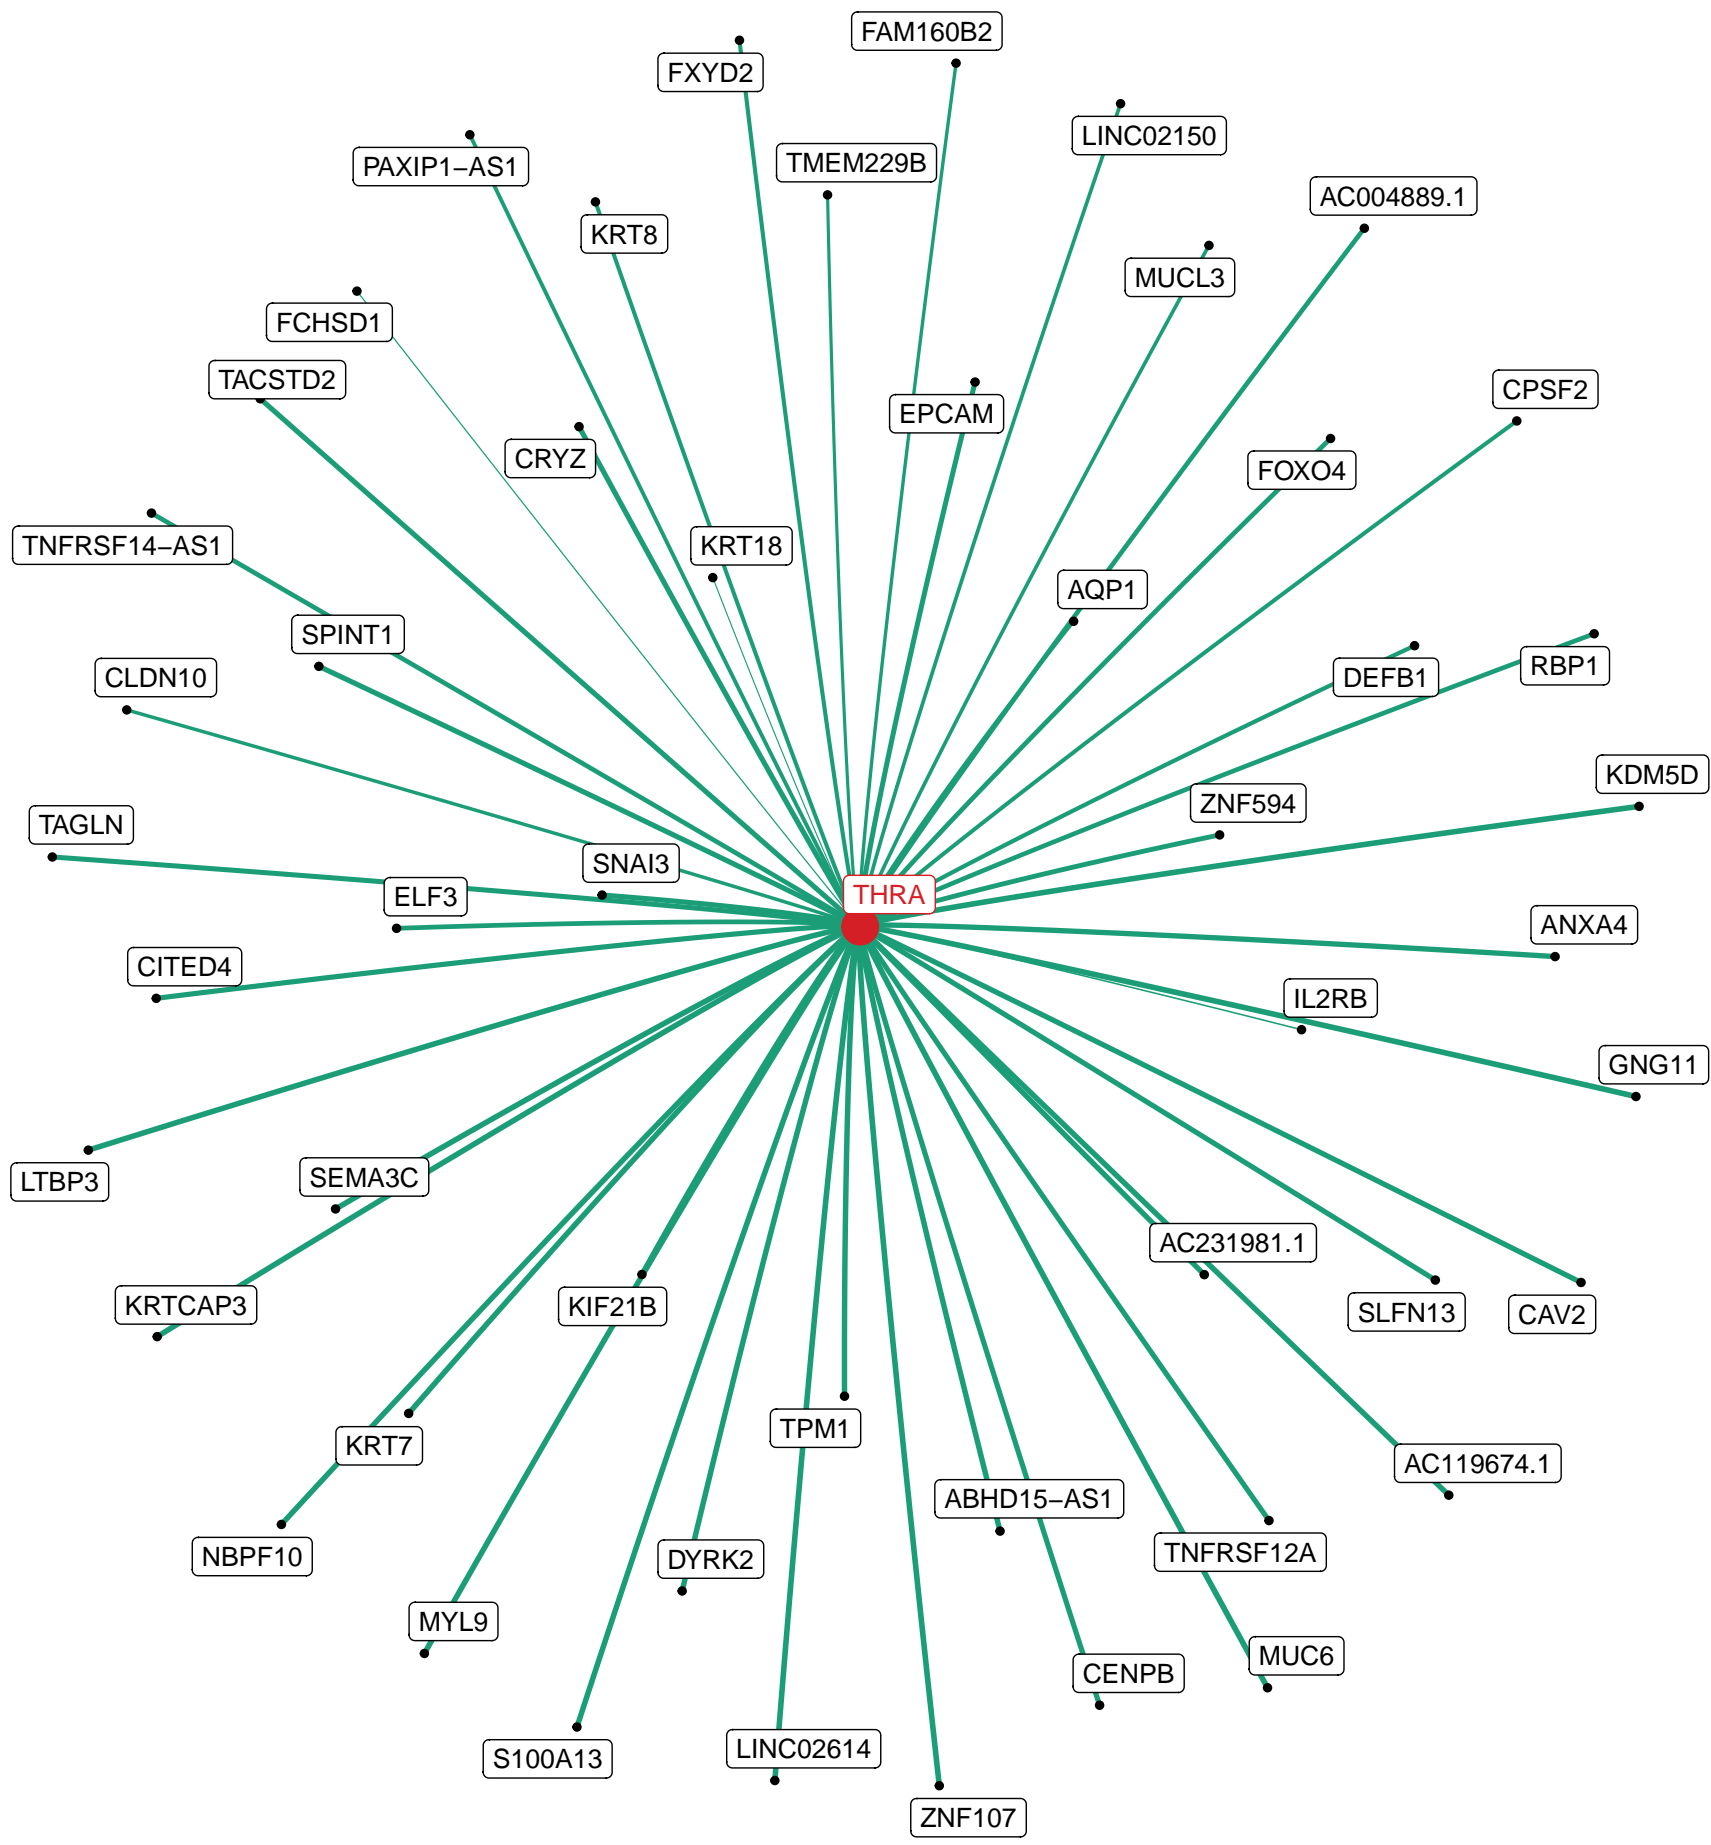 FAM160B2
FXYD2
LINC02150
TMEM229B
PAXIP1−AS1
AC004889.1
KRT8
MUCL3
FCHSD1
TACSTD2
CPSF2
EPCAM
CRYZ
FOXO4
TNFRSF14−AS1
KRT18
AQP1
SPINT1
RBP1
CLDN10
DEFB1
KDM5D
ZNF594
TAGLN
SNAI3
THRA
ELF3
ANXA4
CITED4
IL2RB
GNG11
SEMA3C
LTBP3
AC231981.1
KRTCAP3
KIF21B
SLFN13
CAV2
TPM1
KRT7
AC119674.1
ABHD15−AS1
TNFRSF12A
NBPF10
DYRK2
MYL9
MUC6
CENPB
LINC02614
S100A13
ZNF107